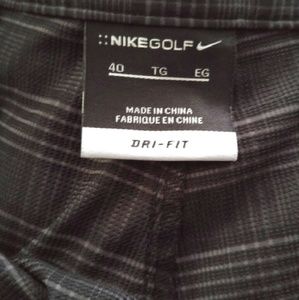 NIKEGOLF
40 TG EG
MADE IN CHINA
FABRIQUE EN CHINE
DRI-FIT